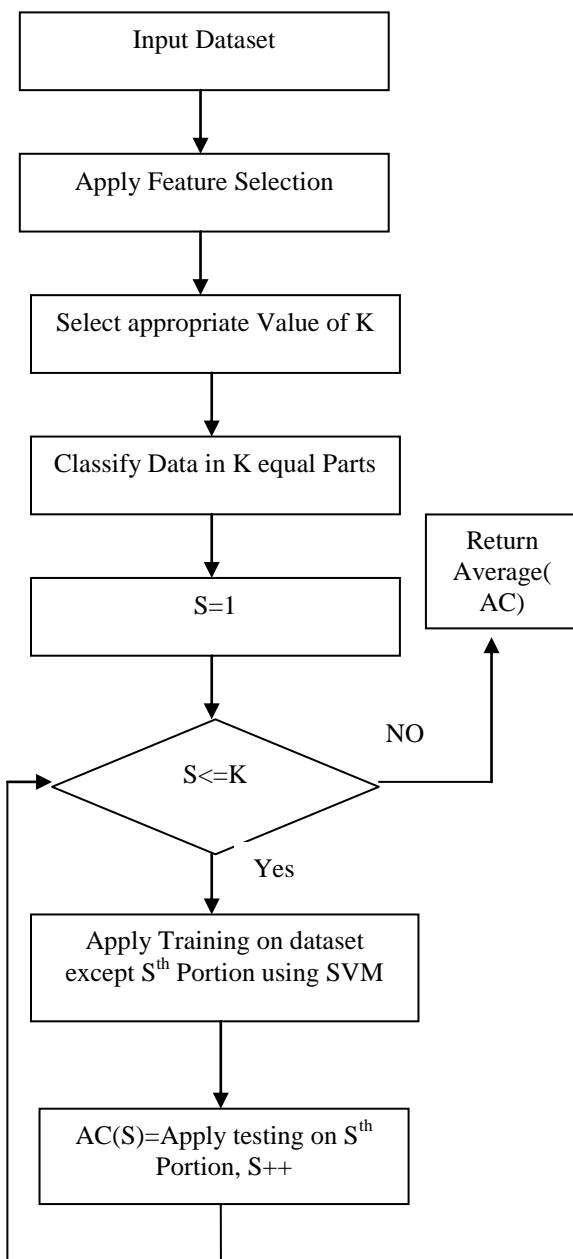 Input Dataset
Apply Feature Selection
Select appropriate Value of K
Classify Data in K equal Parts
Return
Average(
AC)
S=1
NO
S<=K
Yes
Apply Training on dataset
except Sth Portion using SVM
AC(S)=Apply testing on Sth
Portion, S++